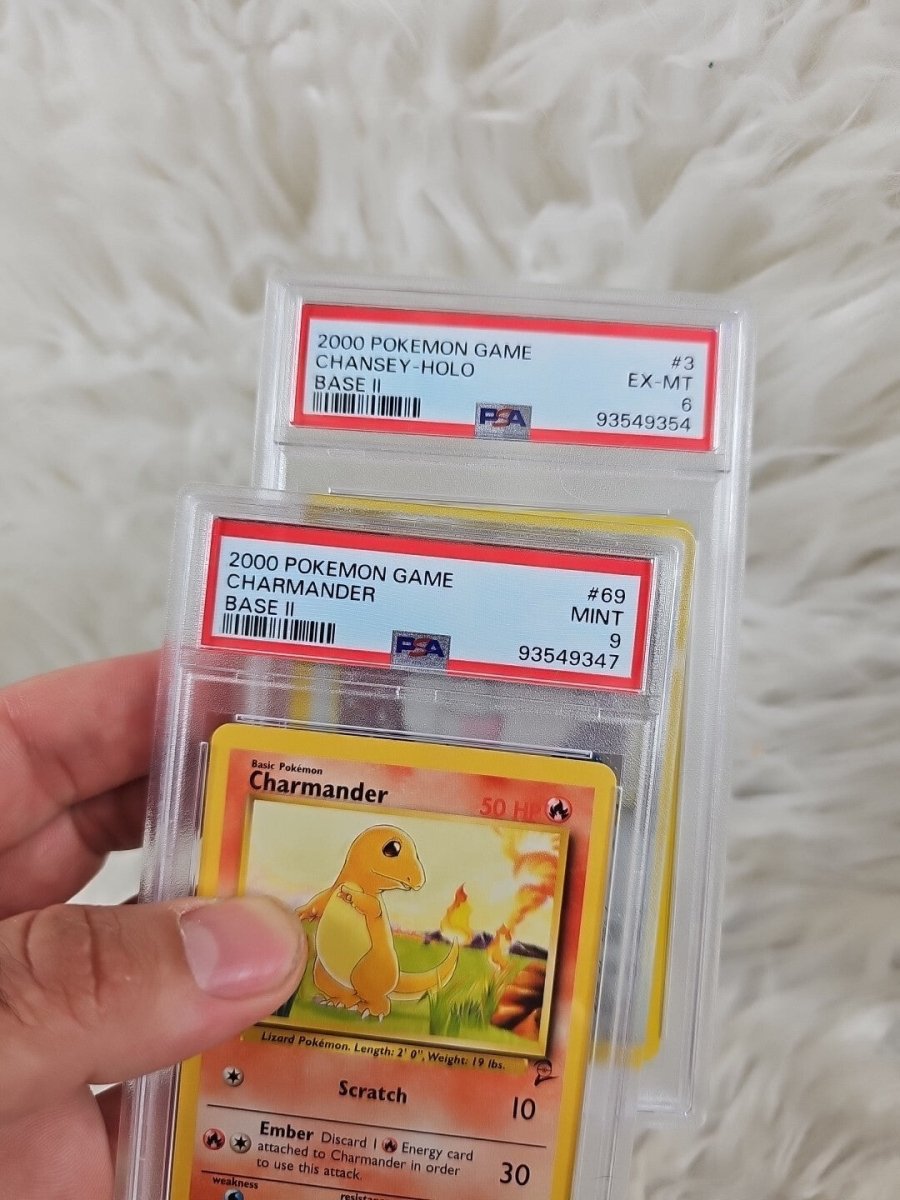 2000 POKEMON GAME #3
CHANSEY-HOLO EX-MT
BASE II 6
PSA 93549354
2000 POKEMON GAME #69
CHARMANDER MINT
BASE II 9
PSA 93549347
Basic Pokémon
Charmander 50 HP
Lizard Pokémon. Length: 2' 0", Weight: 19 lbs.
Scratch 10
Ember Discard 1 Energy card
attached to Charmander in order
to use this attack. 30
weakness